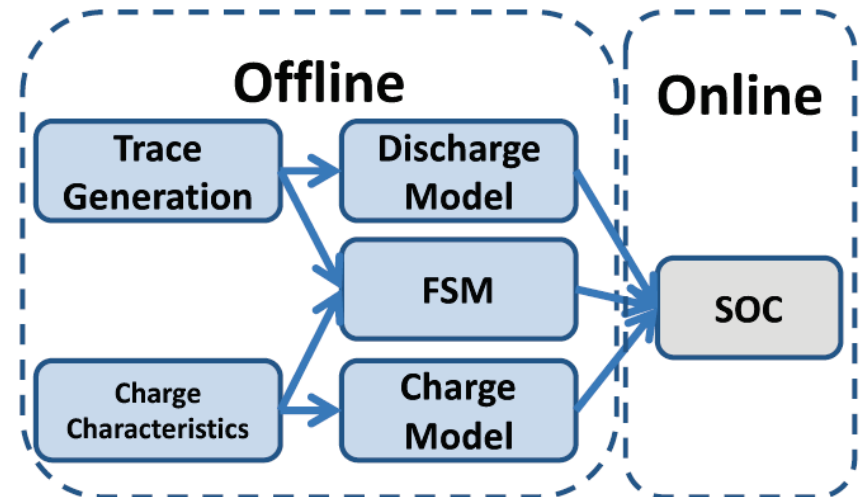 Offline
Online
Trace
Generation
Discharge
Model
FSM
SOC
Charge
Characteristics
Charge
Model